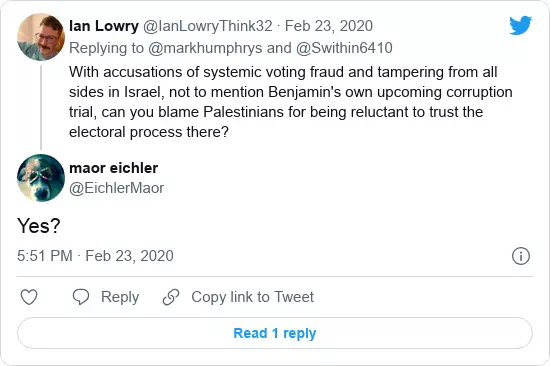 Ian Lowry @IanLowryThink32 · Feb 23, 2020
Replying to @markhumphrys and @Swithin6410
With accusations of systemic voting fraud and tampering from all
sides in Israel, not to mention Benjamin's own upcoming corruption
trial, can you blame Palestinians for being reluctant to trust the
electoral process there?
maor eichler
@EichlerMaor
Yes?
5:51 PM · Feb 23, 2020
Reply Copy link to Tweet
Read 1 reply